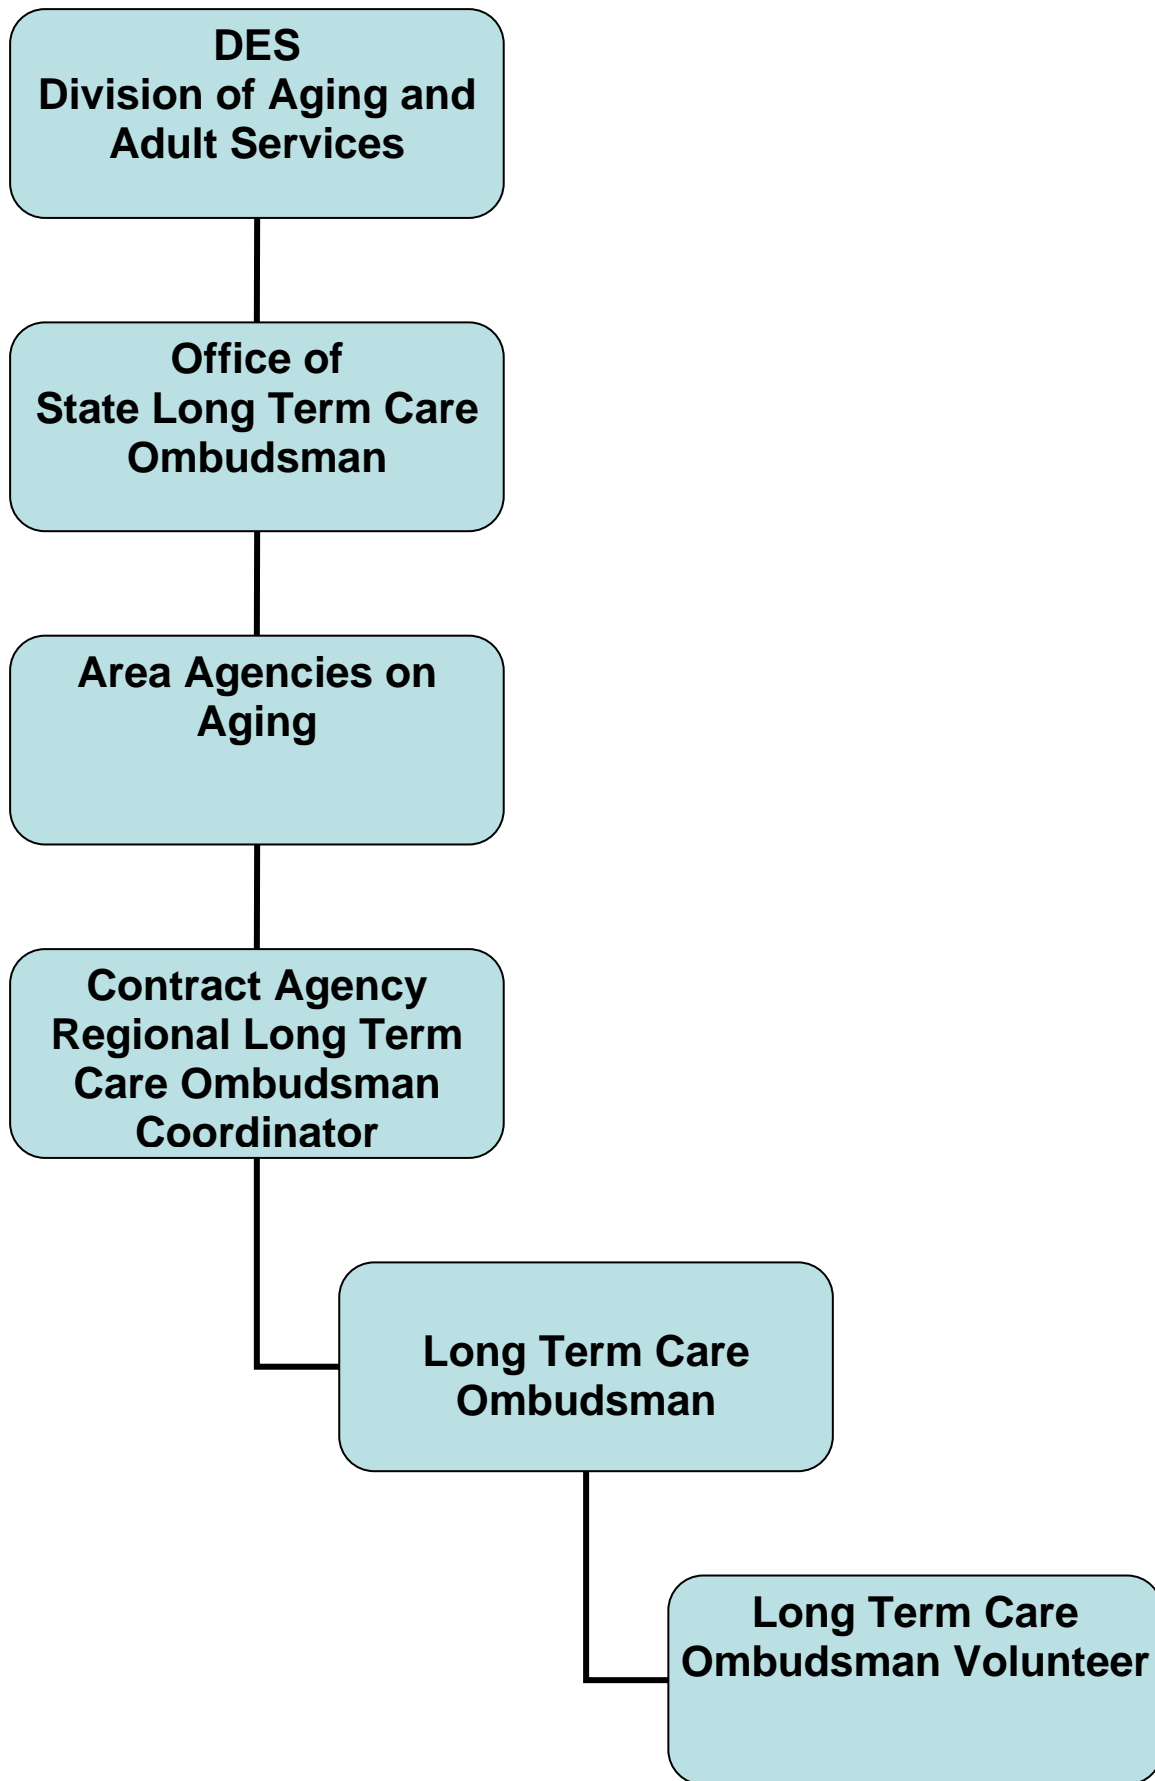 DES
Division of Aging and
Adult Services
Office of
State Long Term Care
Ombudsman
Area Agencies on
Aging
Contract Agency
Regional Long Term
Care Ombudsman
Coordinator
Long Term Care
Ombudsman
Long Term Care
Ombudsman Volunteer